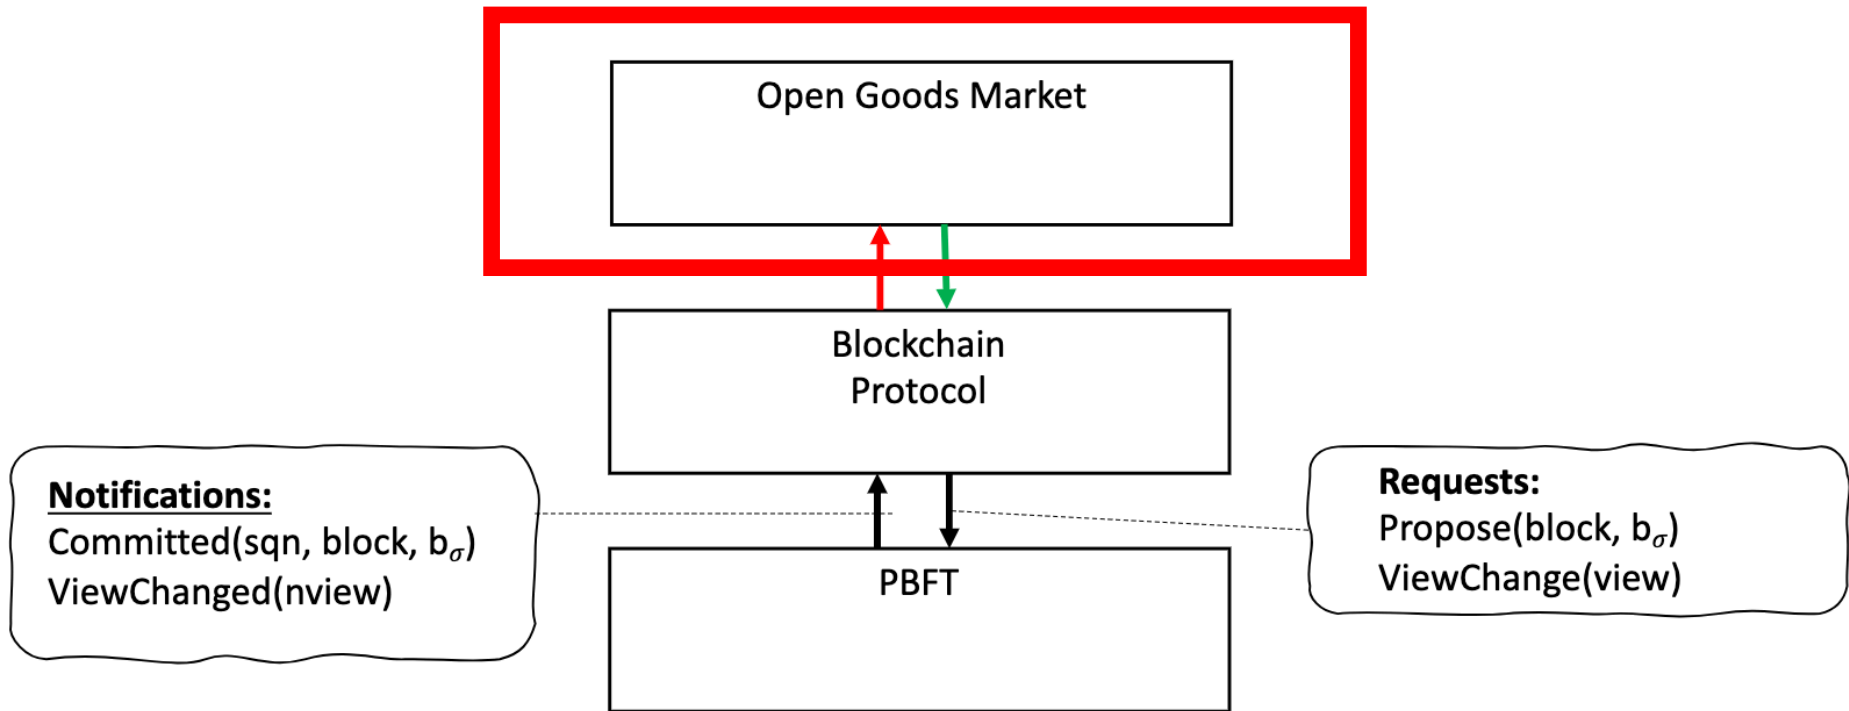 Open Goods Market
Blockchain
Protocol
Notifications:
Committed(sqn, block, bσ)
ViewChanged(nview)
Requests:
Propose(block, bσ)
ViewChange(view)
PBFT